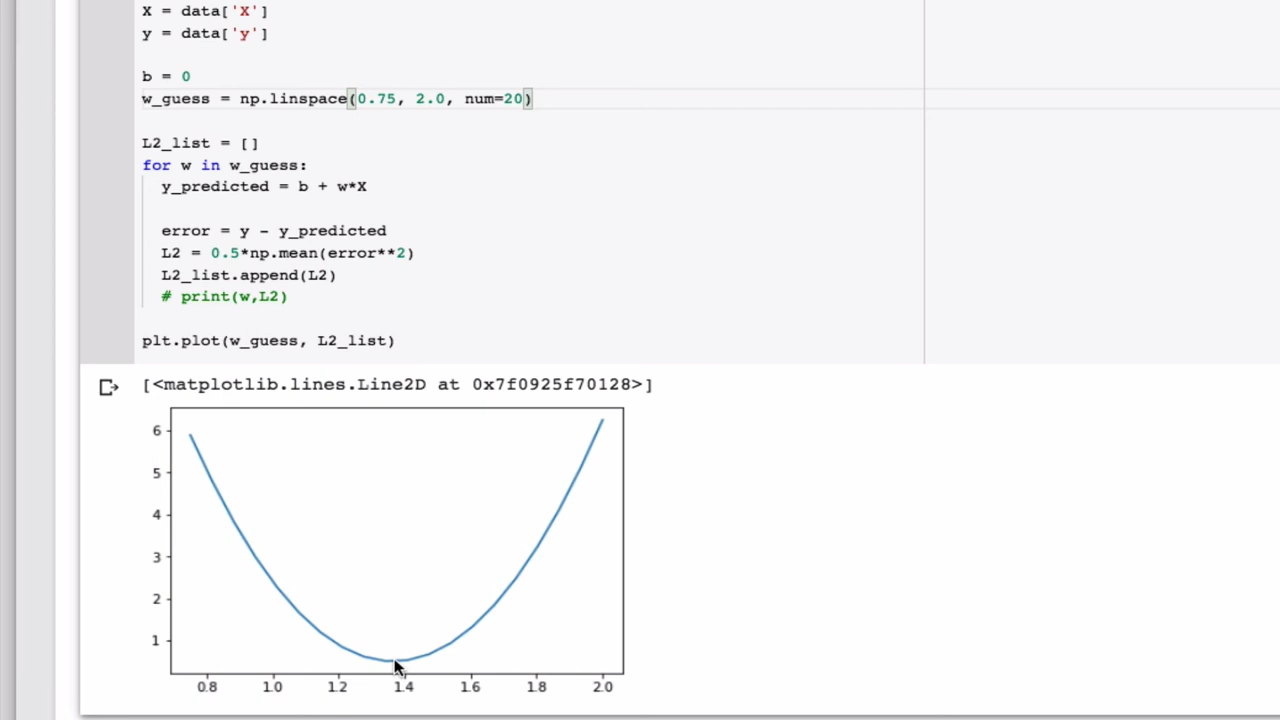 X = data['X']
y = data['y']
b = 0
w_guess = np.linspace(0.75, 2.0, num=20)
L2_list = []
for w in w_guess:
y_predicted = b + w*X
error = y - y_predicted
L2 = 0.5*np.mean(error**2)
L2_list.append(L2)
# print(w,L2)
plt.plot(w_guess, L2_list)
[<matplotlib.lines.Line2D at 0x7f0925f70128>]
6
5
4
3
2
1
0.8 1.0 1.2 1.4 1.6 1.8 2.0